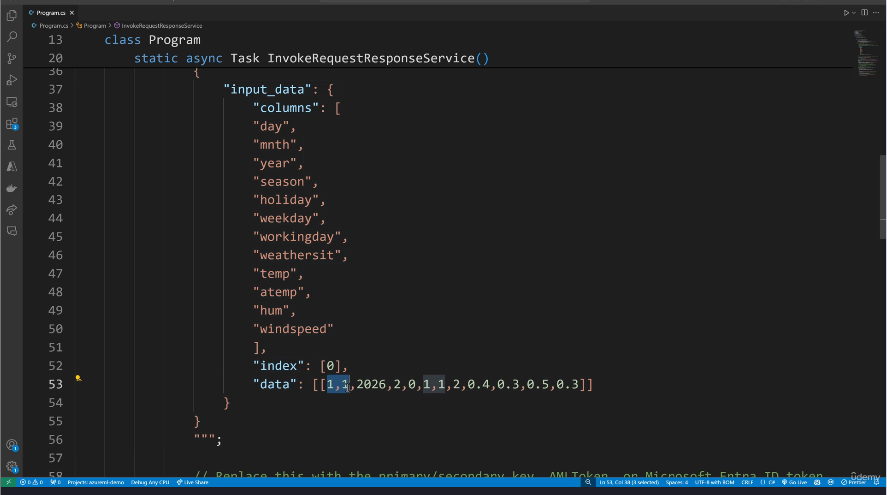 Program.cs
Program.cs > Program > InvokeRequestResponseService
13 class Program
20 static async Task InvokeRequestResponseService()
36 {
37 "input_data": {
38 "columns": [
39 "day",
40 "mnth",
41 "year",
42 "season",
43 "holiday",
44 "weekday",
45 "workingday",
46 "weathersit",
47 "temp",
48 "atemp",
49 "hum",
50 "windspeed"
51 ],
52 "index": [0],
53 "data": [[1,1,2026,2,0,1,1,2,0.4,0.3,0.5,0.3]]
54 }
55 }
56 """;
57
58 // Replace this with the primary/secondary key, AMLToken, or Microsoft Entra ID token
ûdemy
0 0 0 Projects: azureml-demo Debug Any CPU Live Share Ln 53, Col 38 (3 selected) Spaces: 4 UTF-8 with BOM CRLF {} C# Go Live Prettier